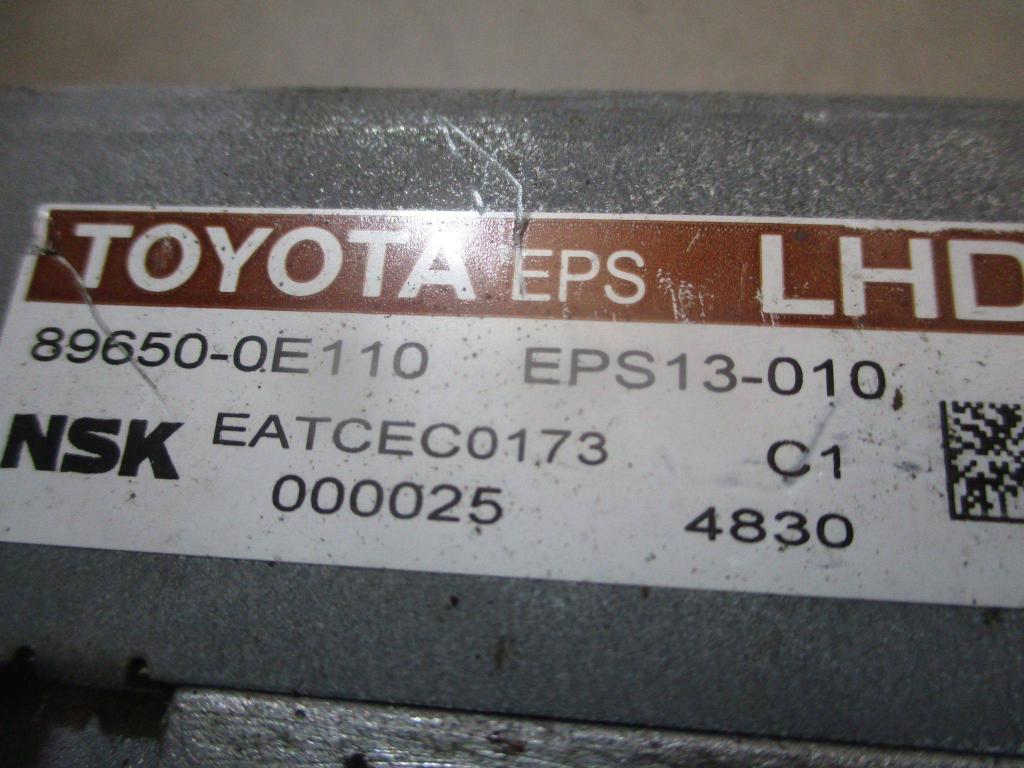 TOYOTA EPS LHD
89650-0E110 EPS13-010
NSK EATCEC0173 C1
000025 4830